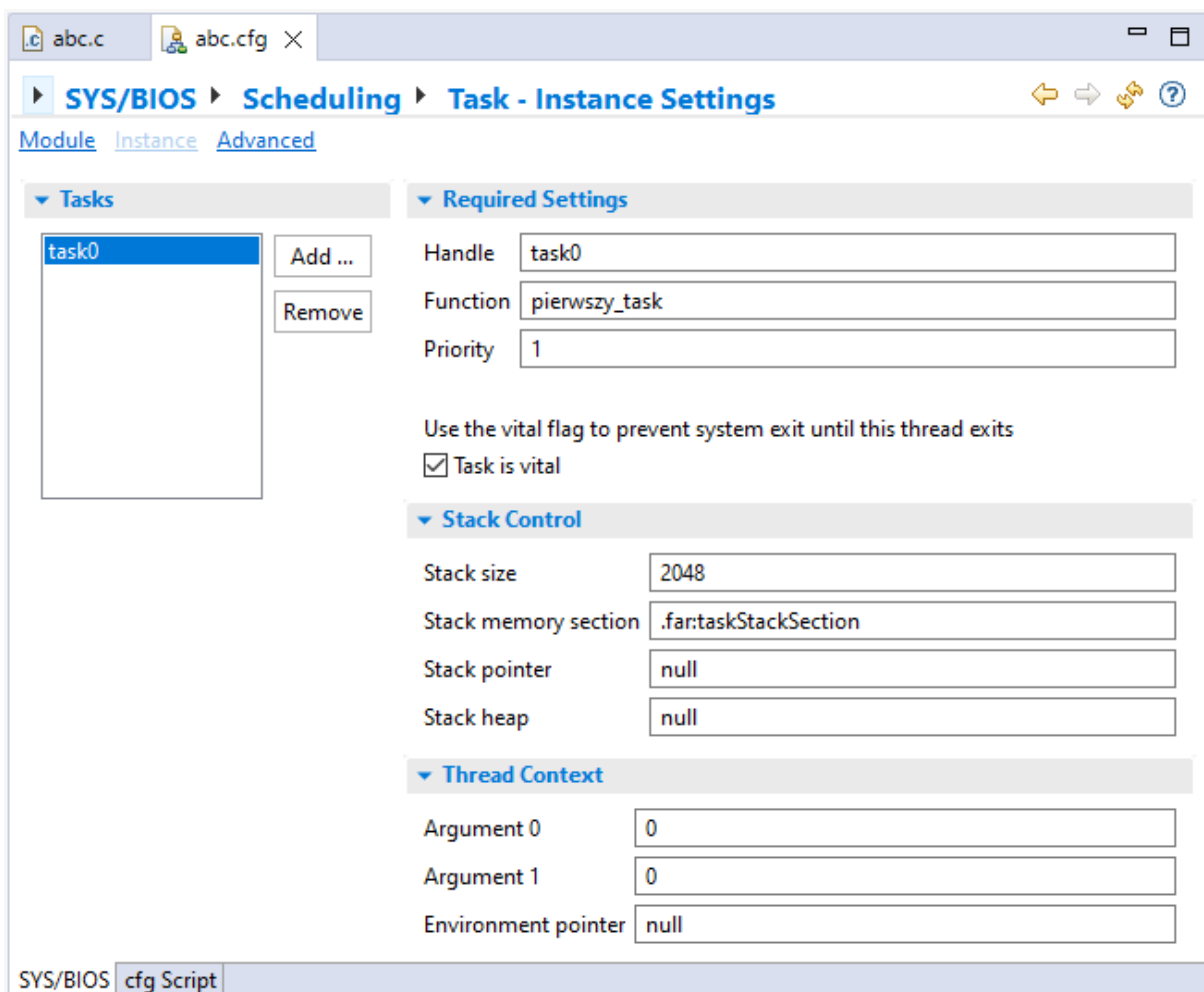 abc.c abc.cfg
SYS/BIOS Scheduling Task - Instance Settings
Module Instance Advanced
Tasks
task0
Add ...
Remove
Required Settings
Handle task0
Function pierwszy_task
Priority 1
Use the vital flag to prevent system exit until this thread exits
Task is vital
Stack Control
Stack size 2048
Stack memory section .far:taskStackSection
Stack pointer null
Stack heap null
Thread Context
Argument 0 0
Argument 1 0
Environment pointer null
SYS/BIOS cfg Script